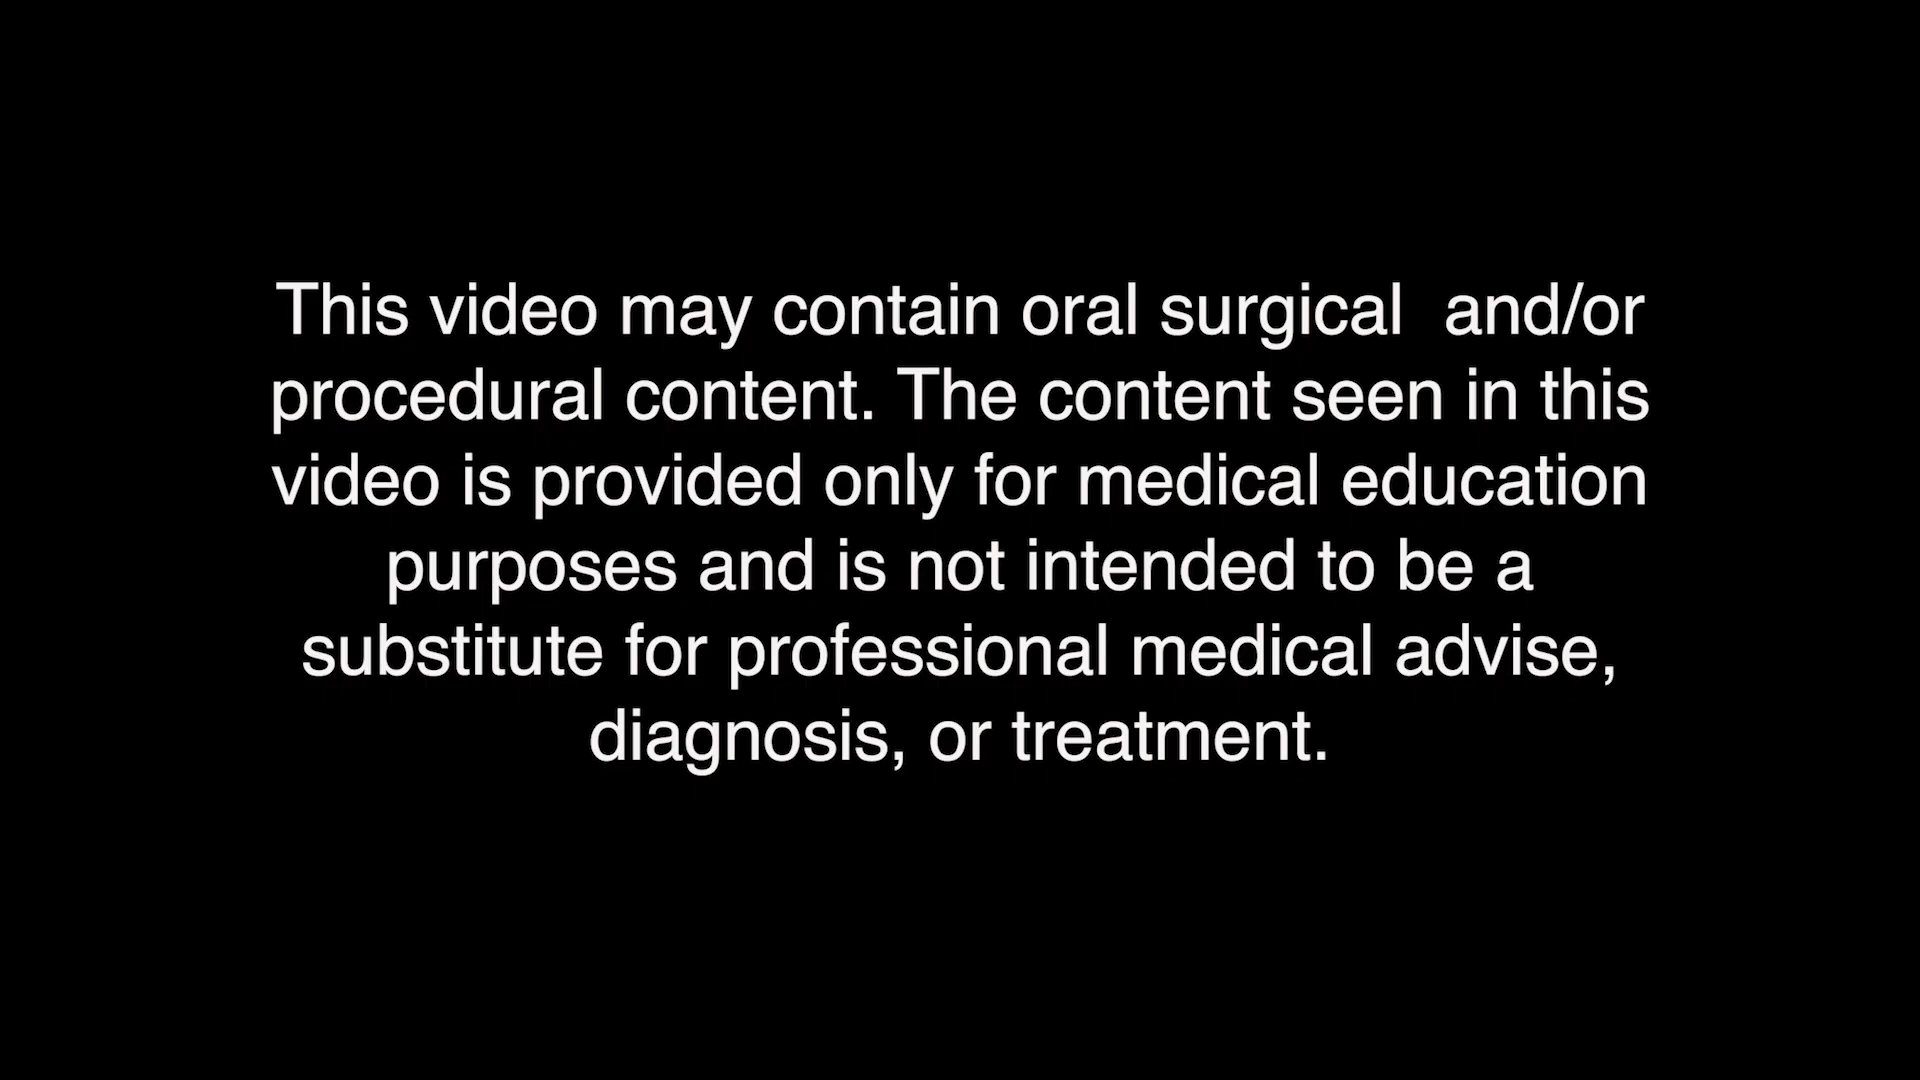 This video may contain oral surgical  and/or
procedural content. The content seen in this
video is provided only for medical education
purposes and is not intended to be a
substitute for professional medical advise,
diagnosis, or treatment.